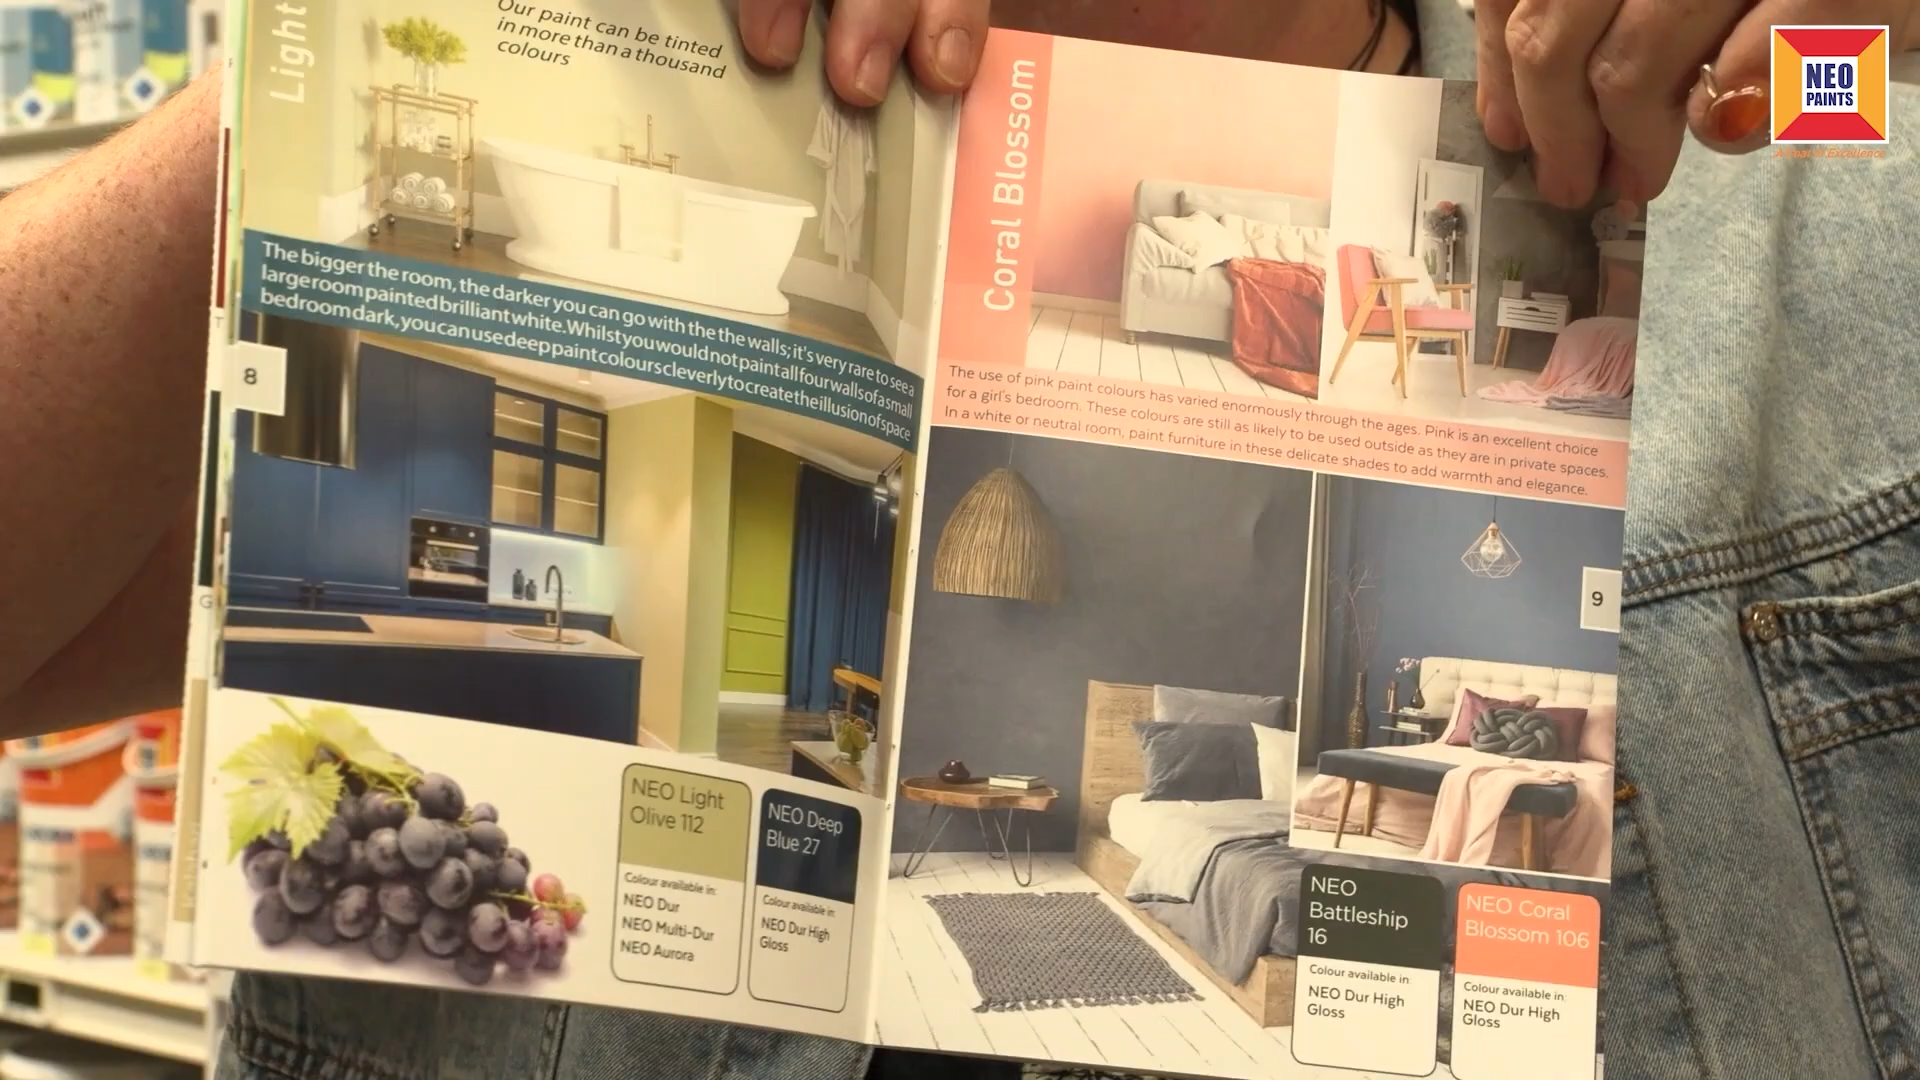 Light
Our paint can be tinted
in more than a thousand
colours
The bigger the room, the darker you can go with the the walls; it's very rare to see a
large room painted brilliant white. Whilst you would not paint all four walls of a small
bedroom dark, you can use deep paint colours cleverly to create the illusion of space
8
NEO Light
Olive 112
Colour available in:
NEO Dur
NEO Multi-Dur
NEO Aurora
NEO Deep
Blue 27
Colour available in:
NEO Dur High
Gloss
Coral Blossom
The use of pink paint colours has varied enormously through the ages. Pink is an excellent choice
for a girl's bedroom. These colours are still as likely to be used outside as they are in private spaces.
In a white or neutral room, paint furniture in these delicate shades to add warmth and elegance.
9
NEO
Battleship
16
Colour available in:
NEO Dur High
Gloss
NEO Coral
Blossom 106
Colour available in:
NEO Dur High
Gloss
NEO
PAINTS